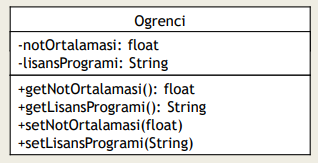 Ogrenci
-notOrtalamasi: float
-lisansProgrami: String
+getNotOrtalamasi(): float
+getLisansProgrami(): String
+setNotOrtalamasi(float)
+setLisansProgrami(String)